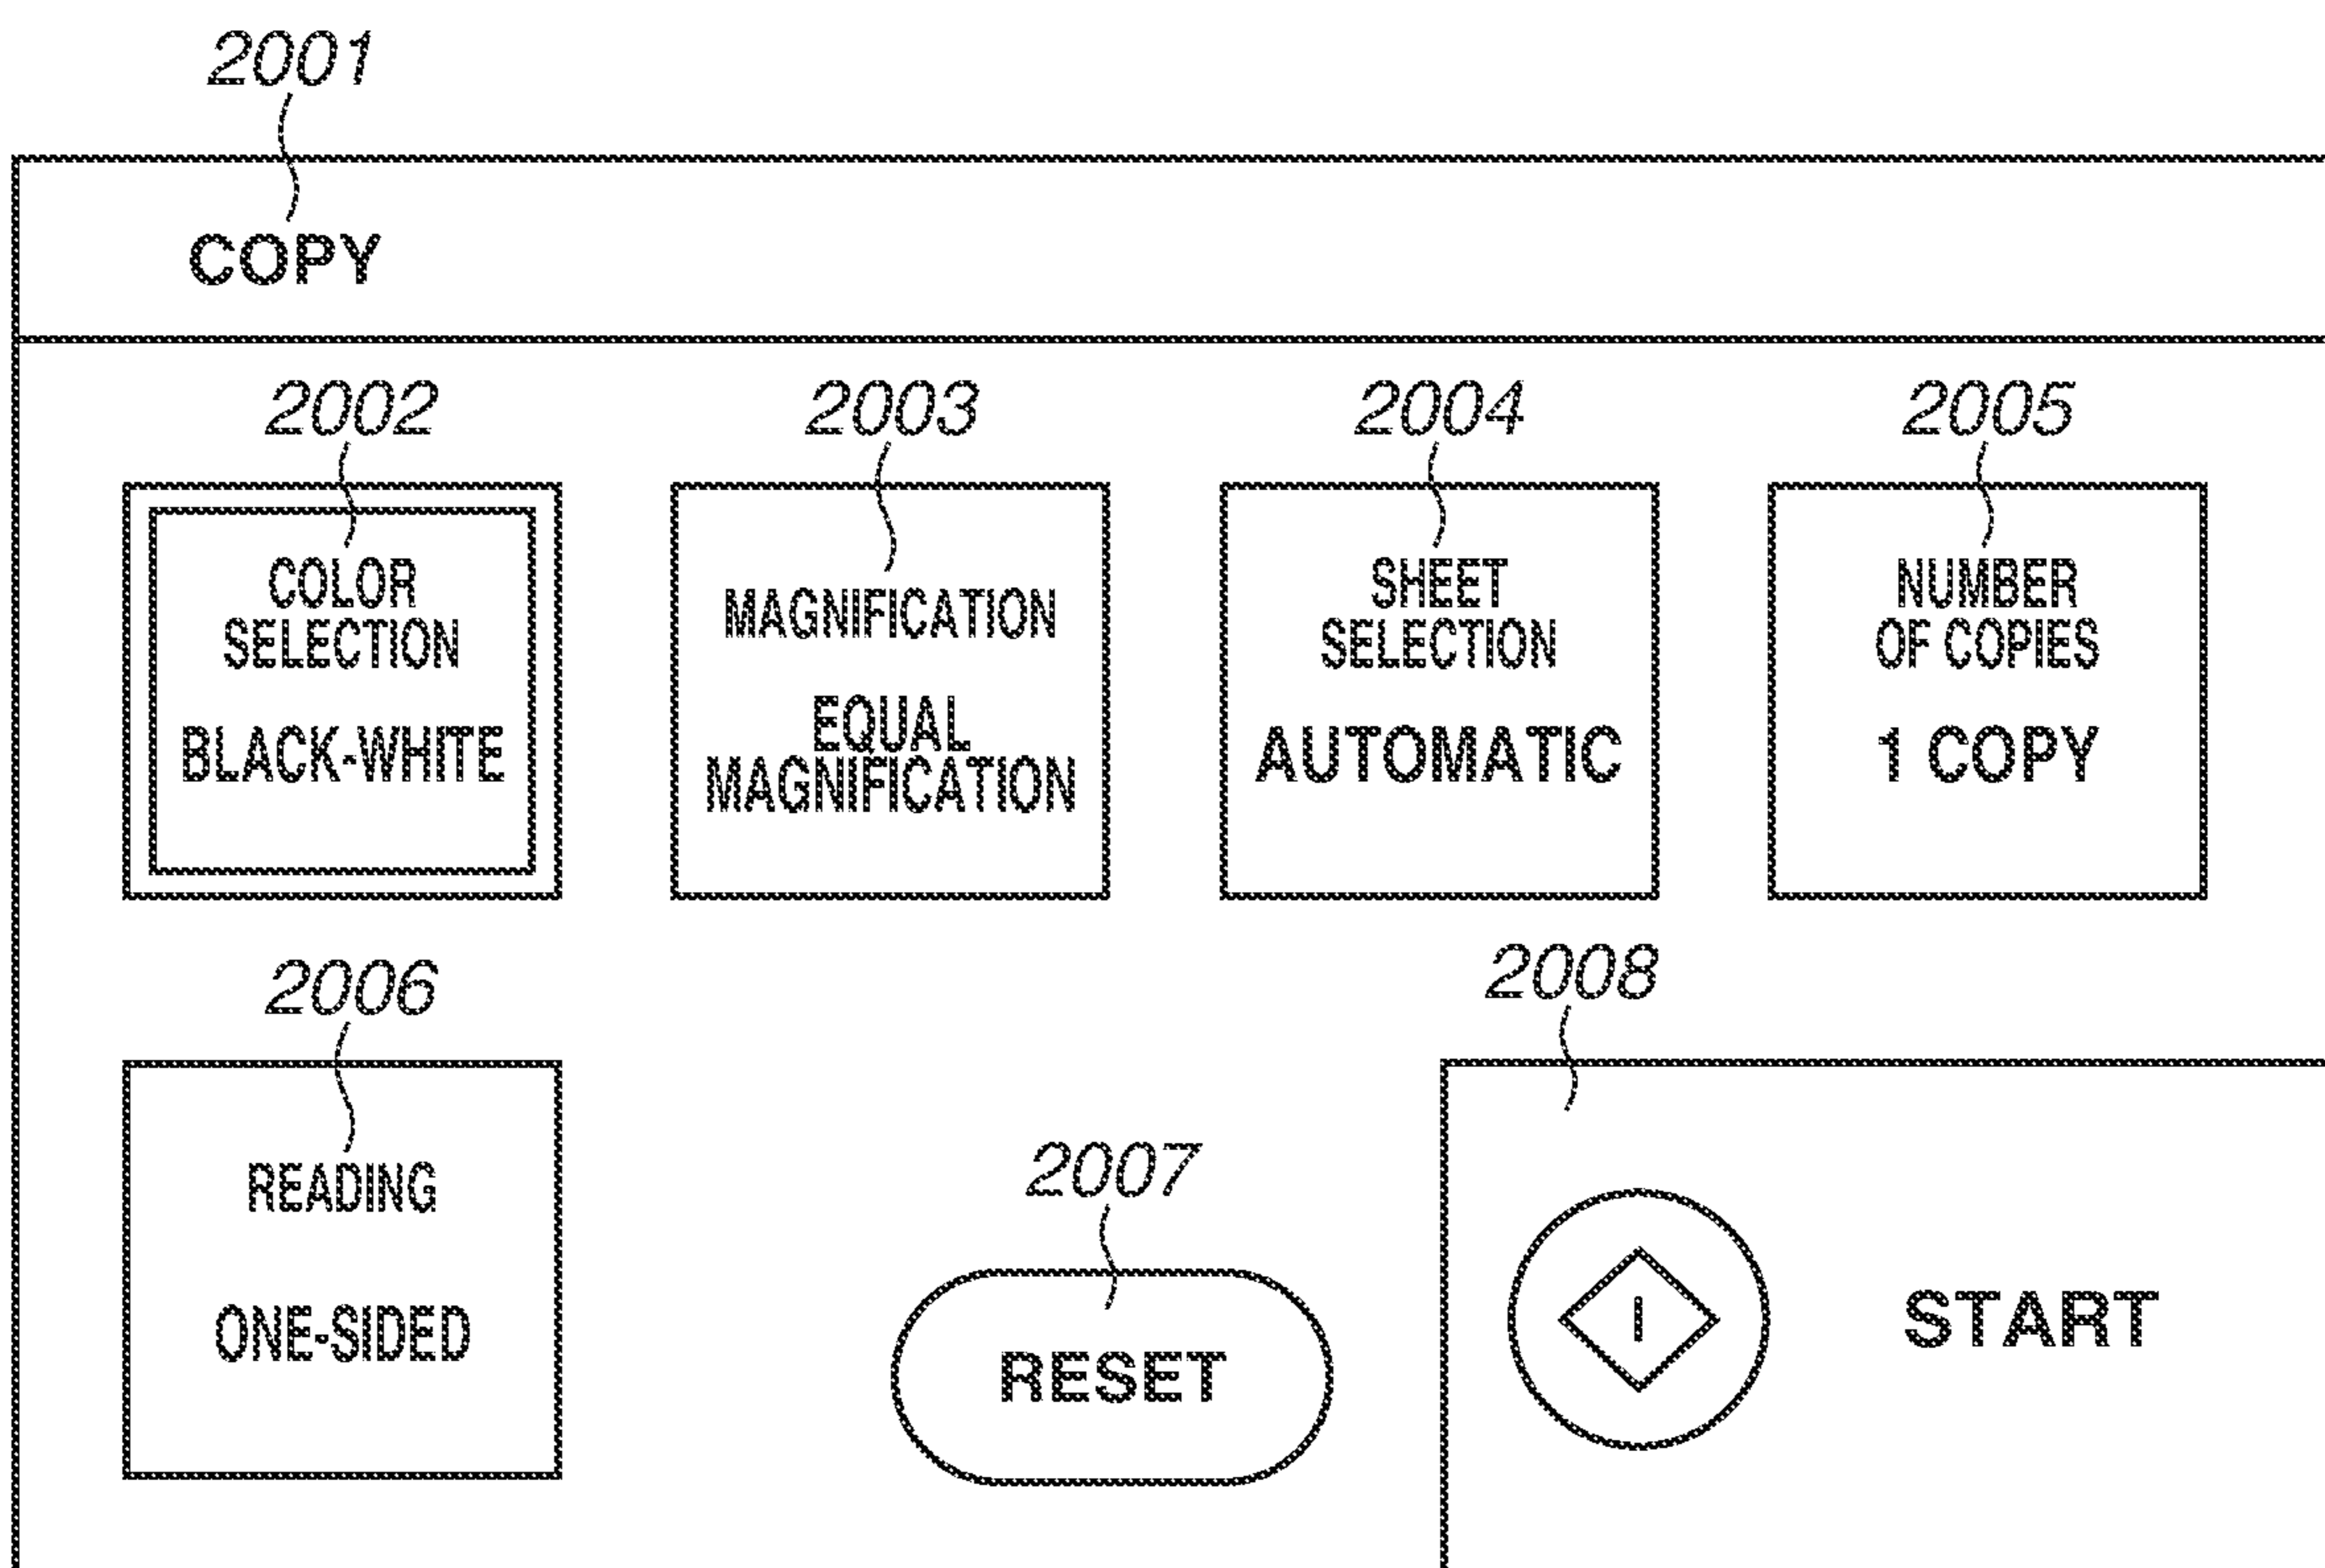 2001
COPY
2002
2003
2004
2005
COLOR
SELECTION
BLACK-WHITE
MAGNIFICATION
EQUAL
MAGNIFICATION
SHEET
SELECTION
AUTOMATIC
NUMBER
OF COPIES
1 COPY
2006
READING
ONE-SIDED
2007
RESET
2008
START